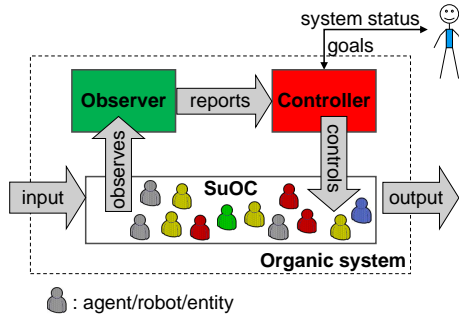 system status
goals
Observer
reports
Controller
observes
controls
input
SuOC
output
Organic system
: agent/robot/entity